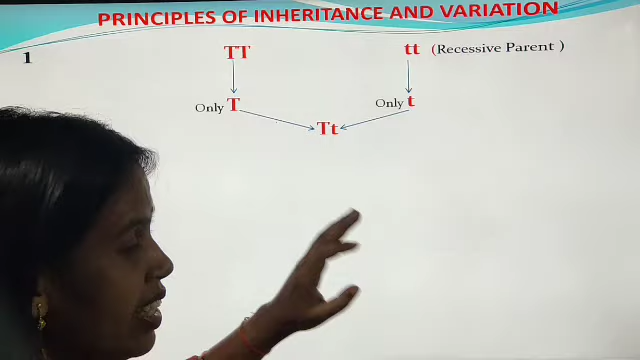 PRINCIPLES OF INHERITANCE AND VARIATION
1
TT tt (Recessive Parent )
Only T Only t
Tt